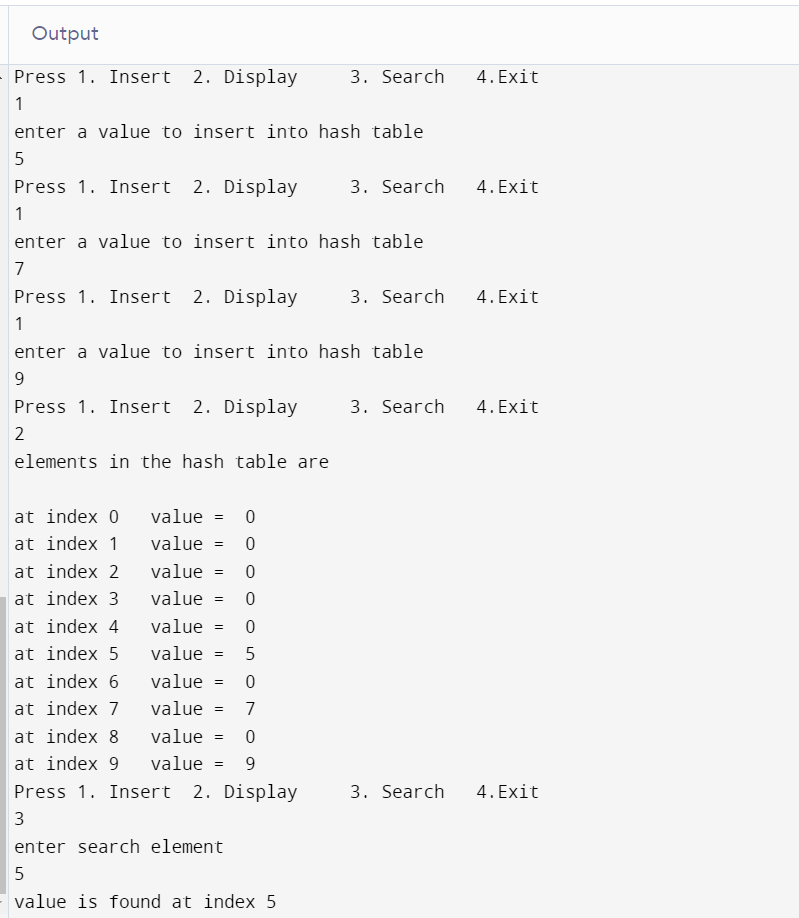 Output
Press 1. Insert  2. Display     3. Search   4.Exit
1
enter a value to insert into hash table
5
Press 1. Insert  2. Display     3. Search   4.Exit
1
enter a value to insert into hash table
7
Press 1. Insert  2. Display     3. Search   4.Exit
1
enter a value to insert into hash table
9
Press 1. Insert  2. Display     3. Search   4.Exit
2
elements in the hash table are

at index 0   value =  0
at index 1   value =  0
at index 2   value =  0
at index 3   value =  0
at index 4   value =  0
at index 5   value =  5
at index 6   value =  0
at index 7   value =  7
at index 8   value =  0
at index 9   value =  9
Press 1. Insert  2. Display     3. Search   4.Exit
3
enter search element
5
value is found at index 5